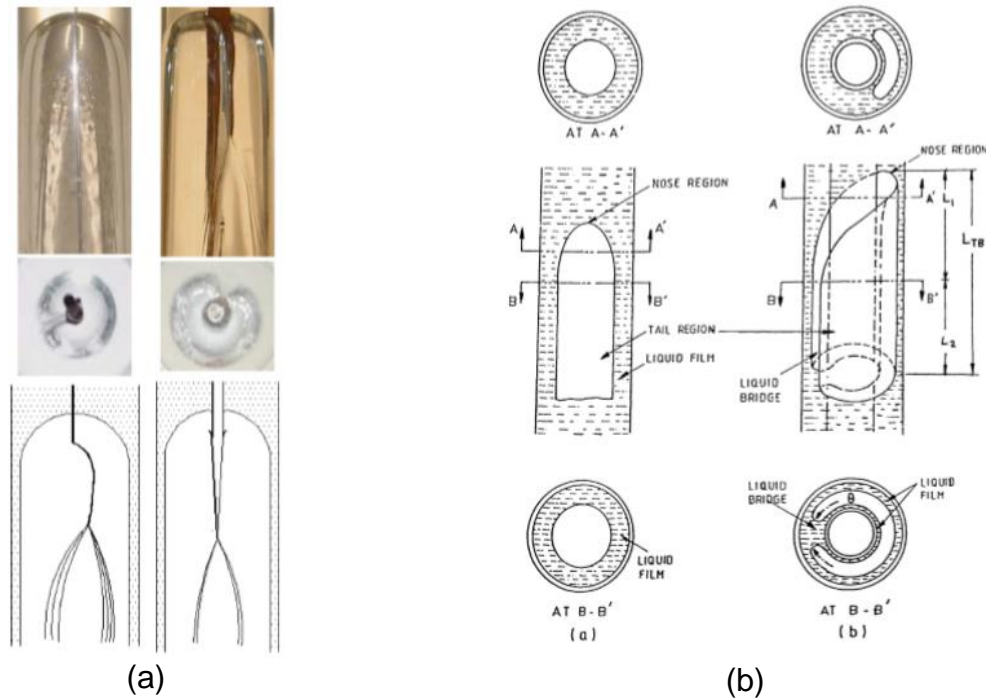 AT A-A'
AT A-A'
NOSE REGION
NOSE REGION
A
A'
A
A'
L1
LTB
B
B'
B
B'
TAIL REGION
L2
LIQUID FILM
LIQUID
BRIDGE
LIQUID
BRIDGE
θ
LIQUID
FILM
LIQUID
FILM
AT B-B'
(a)
AT B-B'
(b)
(a)
(b)